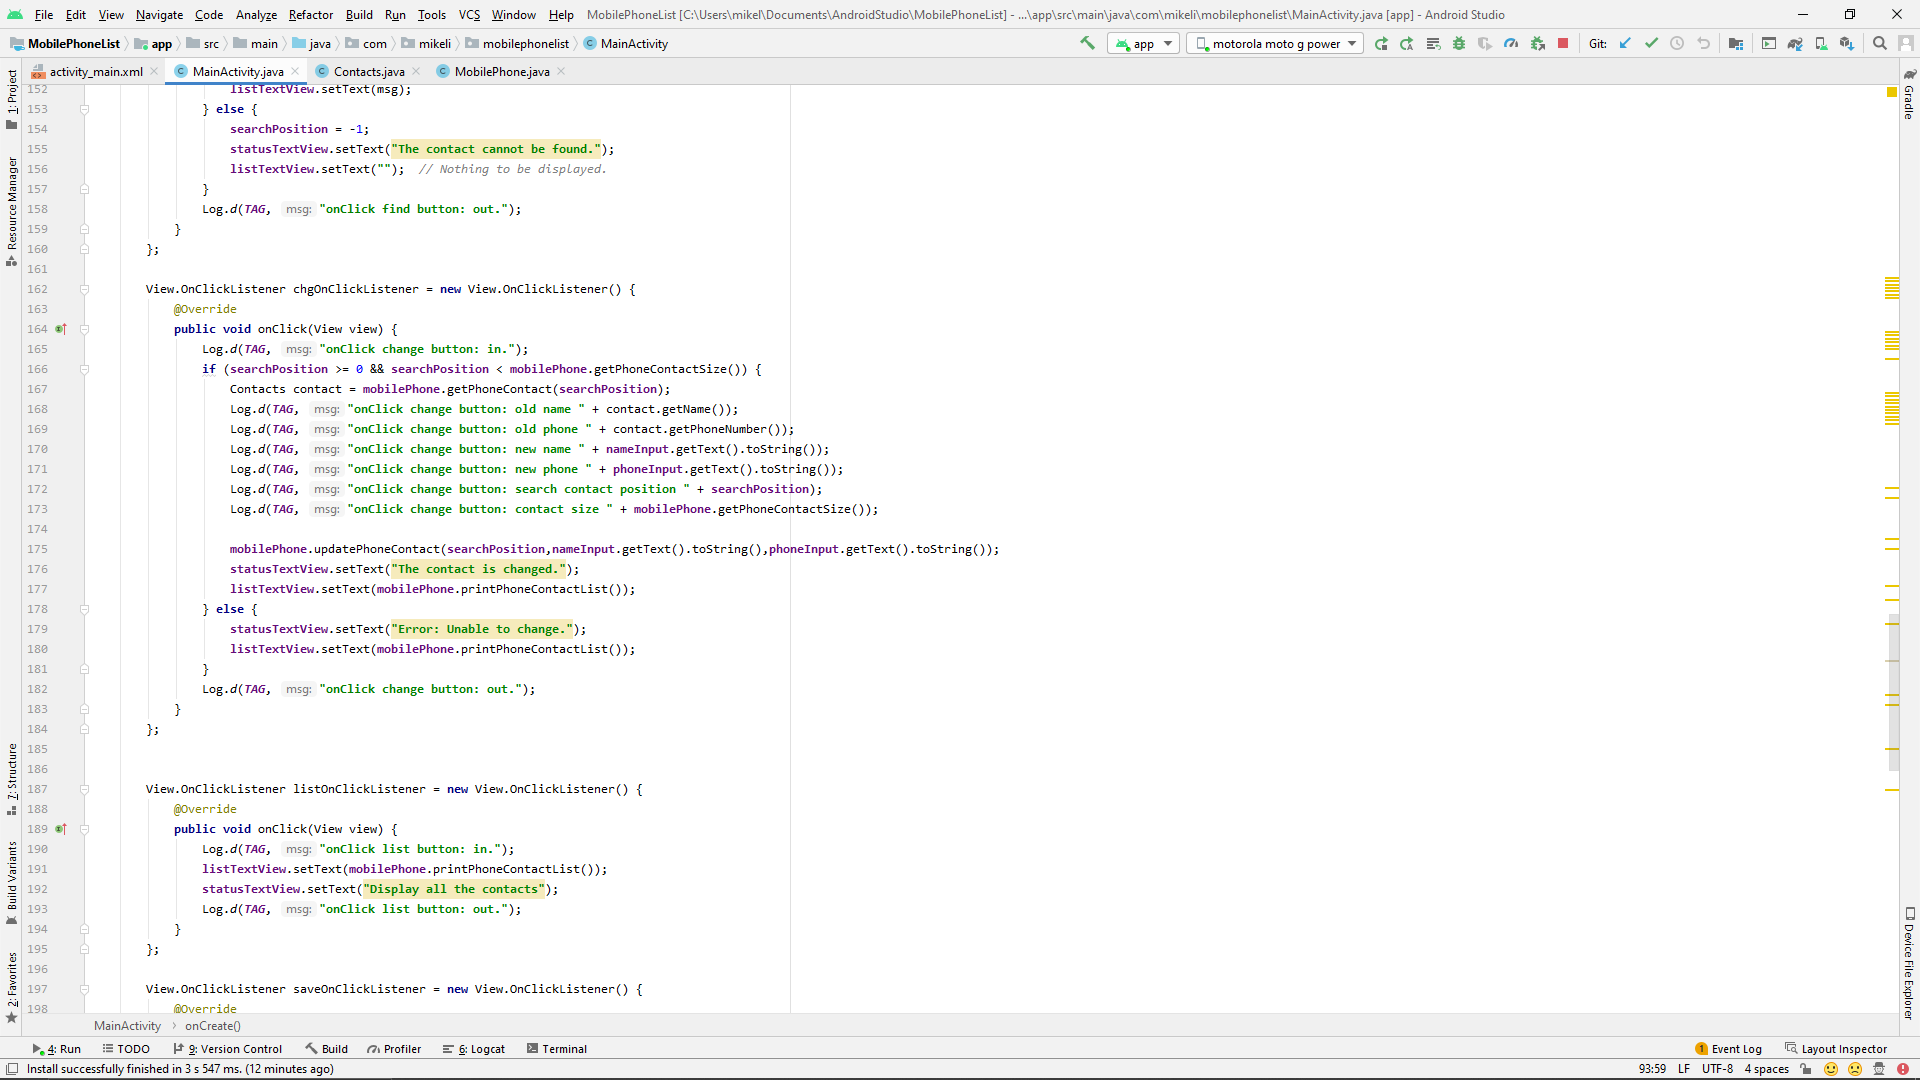 File Edit View Navigate Code Analyze Refactor Build Run Tools VCS Window Help MobilePhoneList [C:\Users\mikel\Documents\AndroidStudio\MobilePhoneList] - ...\app\src\main\java\com\mikeli\mobilephonelist\MainActivity.java [app] - Android Studio
MobilePhoneList app src main java com mikeli mobilephonelist MainActivity app motorola moto g power Git:
activity_main.xml MainActivity.java Contacts.java MobilePhone.java
1: Project
Resource Manager
7: Structure
Build Variants
2: Favorites
152 listTextView.setText(msg);
153 } else {
154 searchPosition = -1;
155 statusTextView.setText("The contact cannot be found.");
156 listTextView.setText(""); // Nothing to be displayed.
157 }
158 Log.d(TAG, msg: "onClick find button: out.");
159 }
160 };
161
162 View.OnClickListener chgOnClickListener = new View.OnClickListener() {
163 @Override
164 public void onClick(View view) {
165 Log.d(TAG, msg: "onClick change button: in.");
166 if (searchPosition >= 0 && searchPosition < mobilePhone.getPhoneContactSize()) {
167 Contacts contact = mobilePhone.getPhoneContact(searchPosition);
168 Log.d(TAG, msg: "onClick change button: old name " + contact.getName());
169 Log.d(TAG, msg: "onClick change button: old phone " + contact.getPhoneNumber());
170 Log.d(TAG, msg: "onClick change button: new name " + nameInput.getText().toString());
171 Log.d(TAG, msg: "onClick change button: new phone " + phoneInput.getText().toString());
172 Log.d(TAG, msg: "onClick change button: search contact position " + searchPosition);
173 Log.d(TAG, msg: "onClick change button: contact size " + mobilePhone.getPhoneContactSize());
174
175 mobilePhone.updatePhoneContact(searchPosition,nameInput.getText().toString(),phoneInput.getText().toString());
176 statusTextView.setText("The contact is changed.");
177 listTextView.setText(mobilePhone.printPhoneContactList());
178 } else {
179 statusTextView.setText("Error: Unable to change.");
180 listTextView.setText(mobilePhone.printPhoneContactList());
181 }
182 Log.d(TAG, msg: "onClick change button: out.");
183 }
184 };
185
186
187 View.OnClickListener listOnClickListener = new View.OnClickListener() {
188 @Override
189 public void onClick(View view) {
190 Log.d(TAG, msg: "onClick list button: in.");
191 listTextView.setText(mobilePhone.printPhoneContactList());
192 statusTextView.setText("Display all the contacts");
193 Log.d(TAG, msg: "onClick list button: out.");
194 }
195 };
196
197 View.OnClickListener saveOnClickListener = new View.OnClickListener() {
198 @Override
Gradle
Device File Explorer
MainActivity onCreate()
4: Run TODO 9: Version Control Build Profiler 6: Logcat Terminal 1 Event Log Layout Inspector
Install successfully finished in 3 s 547 ms. (12 minutes ago) 93:59 LF UTF-8 4 spaces